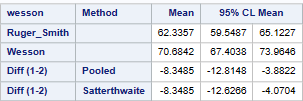 wesson Method Mean 95% CL Mean
Ruger_Smith 62.3357 59.5487 65.1227
Wesson 70.6842 67.4038 73.9646
Diff (1-2) Pooled -8.3485 -12.8148 -3.8822
Diff (1-2) Satterthwaite -8.3485 -12.6266 -4.0704